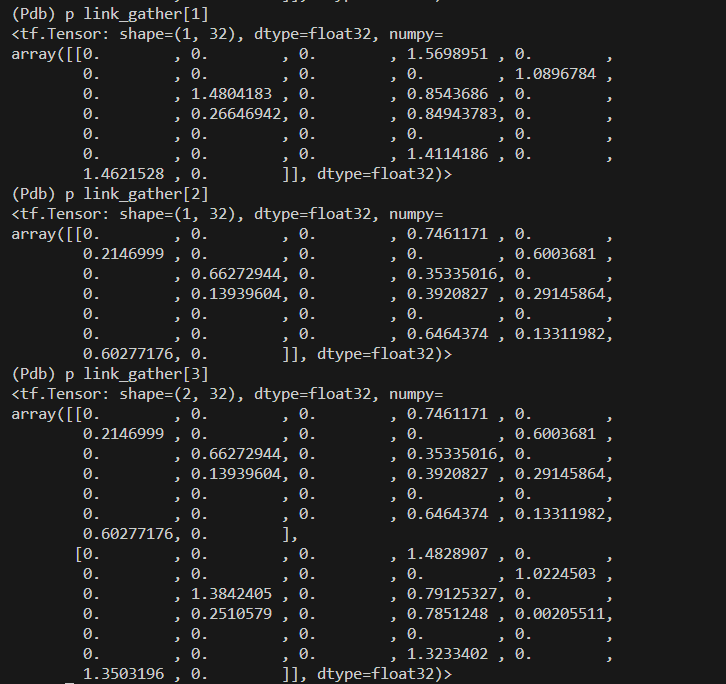 (Pdb) p link_gather[1]
<tf.Tensor: shape=(1, 32), dtype=float32, numpy=
array([[0.        , 0.        , 0.        , 1.5698951 , 0.        ,
        0.        , 0.        , 0.        , 0.        , 1.0896784 ,
        0.        , 1.4804183 , 0.        , 0.8543686 , 0.        ,
        0.        , 0.26646942, 0.        , 0.84943783, 0.        ,
        0.        , 0.        , 0.        , 0.        , 0.        ,
        0.        , 0.        , 0.        , 1.4114186 , 0.        ,
        1.4621528 , 0.        ]], dtype=float32)>
(Pdb) p link_gather[2]
<tf.Tensor: shape=(1, 32), dtype=float32, numpy=
array([[0.        , 0.        , 0.        , 0.7461171 , 0.        ,
        0.2146999 , 0.        , 0.        , 0.        , 0.6003681 ,
        0.        , 0.66272944, 0.        , 0.35335016, 0.        ,
        0.        , 0.13939604, 0.        , 0.3920827 , 0.29145864,
        0.        , 0.        , 0.        , 0.        , 0.        ,
        0.        , 0.        , 0.        , 0.6464374 , 0.13311982,
        0.60277176, 0.        ]], dtype=float32)>
(Pdb) p link_gather[3]
<tf.Tensor: shape=(2, 32), dtype=float32, numpy=
array([[0.        , 0.        , 0.        , 0.7461171 , 0.        ,
        0.2146999 , 0.        , 0.        , 0.        , 0.6003681 ,
        0.        , 0.66272944, 0.        , 0.35335016, 0.        ,
        0.        , 0.13939604, 0.        , 0.3920827 , 0.29145864,
        0.        , 0.        , 0.        , 0.        , 0.        ,
        0.        , 0.        , 0.        , 0.6464374 , 0.13311982,
        0.60277176, 0.        ],
       [0.        , 0.        , 0.        , 1.4828907 , 0.        ,
        0.        , 0.        , 0.        , 0.        , 1.0224503 ,
        0.        , 1.3842405 , 0.        , 0.79125327, 0.        ,
        0.        , 0.2510579 , 0.        , 0.7851248 , 0.00205511,
        0.        , 0.        , 0.        , 0.        , 0.        ,
        0.        , 0.        , 0.        , 1.3233402 , 0.        ,
        1.3503196 , 0.        ]], dtype=float32)>